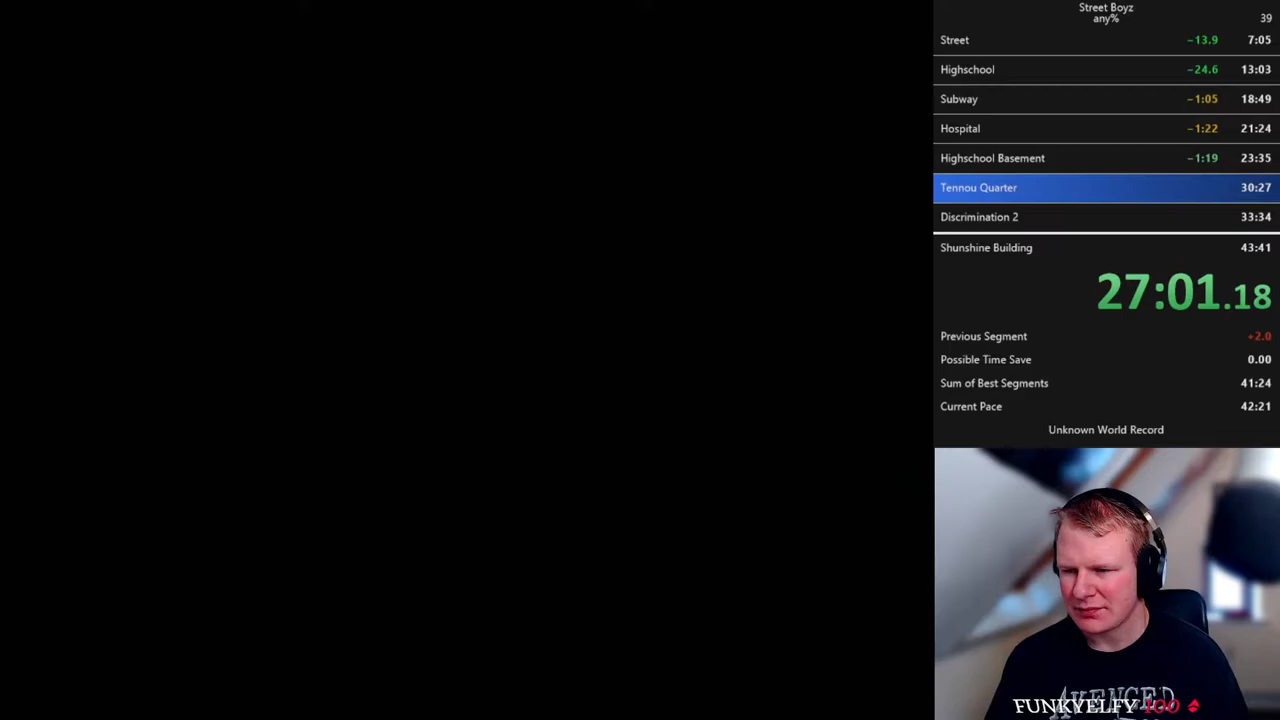 Street Boyz
any% 39
Street -13.9 7:05
Highschool -24.6 13:03
Subway -1:05 18:49
Hospital -1:22 21:24
Highschool Basement -1:19 23:35
Tennou Quarter 30:27
Discrimination 2 33:34
Shunshine Building 43:41
27:01.18
Previous Segment +2.0
Possible Time Save 0.00
Sum of Best Segments 41:24
Current Pace 42:21
Unknown World Record
AVENGED
FUNKYELFY 100